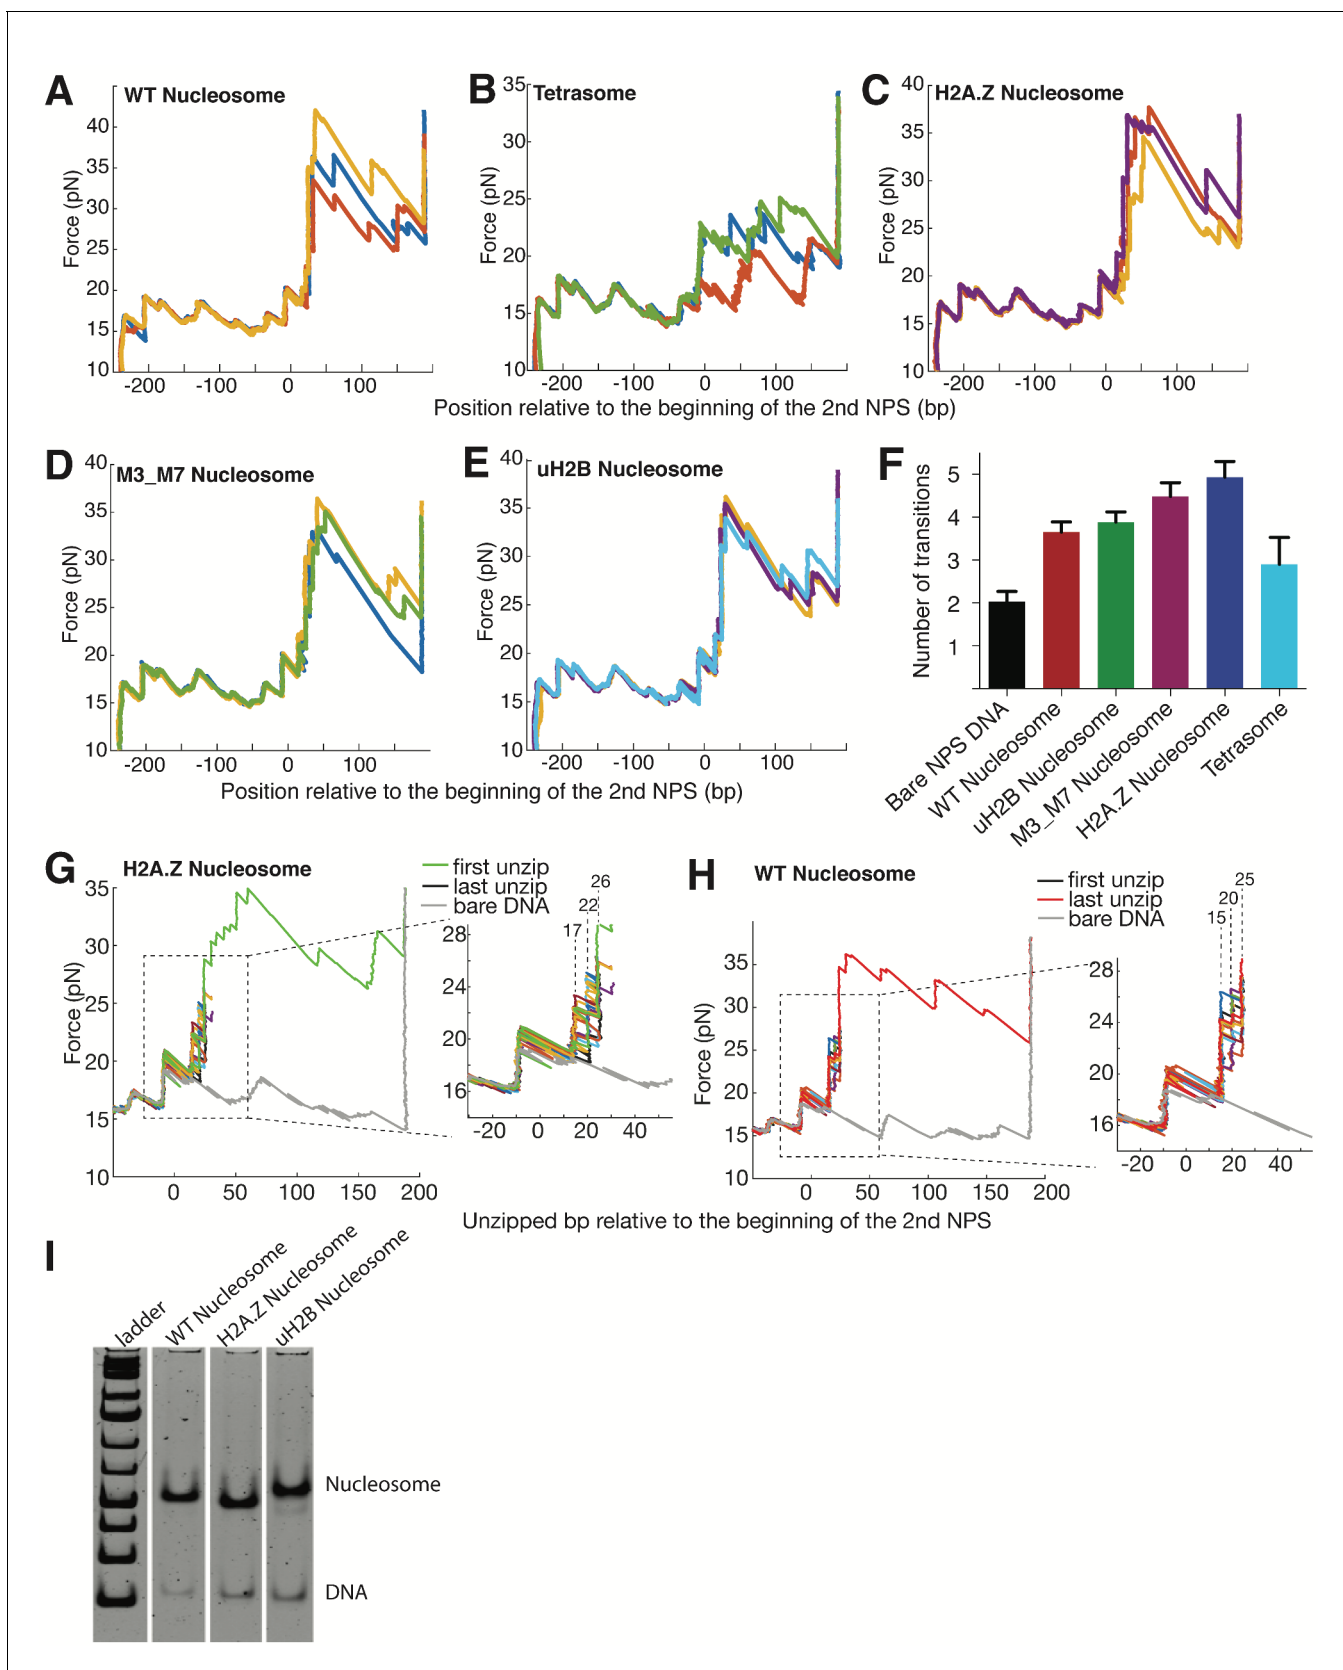 A
WT Nucleosome
40
35
30
25
20
15
10
Force (pN)
-200
-100
0
100
B
Tetrasome
35
30
25
20
15
10
Force (pN)
-200
-100
0
100
C
H2A.Z Nucleosome
40
35
30
25
20
15
10
Force (pN)
-200
-100
0
100
Position relative to the beginning of the 2nd NPS (bp)
D
M3_M7 Nucleosome
40
35
30
25
20
15
10
Force (pN)
-200
-100
0
100
E
uH2B Nucleosome
40
35
30
25
20
15
10
Force (pN)
-200
-100
0
100
Position relative to the beginning of the 2nd NPS (bp)
F
Number of transitions
5
4
3
2
1
Bare NPS DNA
WT Nucleosome
uH2B Nucleosome
M3_M7 Nucleosome
H2A.Z Nucleosome
Tetrasome
G
H2A.Z Nucleosome
first unzip
last unzip
bare DNA
35
30
25
20
15
10
Force (pN)
0
50
100
150
200
26
22
17
28
24
20
16
-20
0
20
40
H
WT Nucleosome
first unzip
last unzip
bare DNA
35
30
25
20
15
10
Force (pN)
0
50
100
150
200
25
20
15
28
24
20
16
-20
0
20
40
Unzipped bp relative to the beginning of the 2nd NPS
I
ladder
WT Nucleosome
H2A.Z Nucleosome
uH2B Nucleosome
Nucleosome
DNA